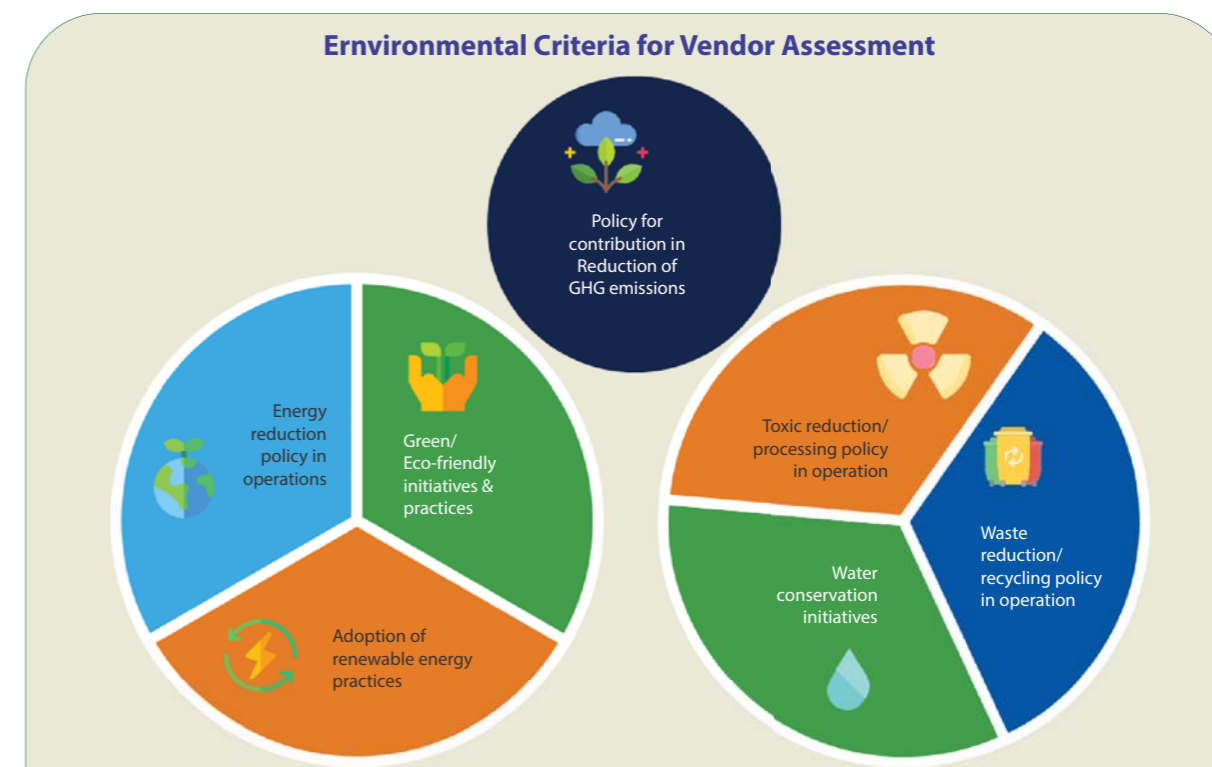 Ernvironmental Criteria for Vendor Assessment
Policy for
contribution in
Reduction of
GHG emissions
Energy
reduction
policy in
operations
Green/
Eco-friendly
initiatives &
practices
Adoption of
renewable energy
practices
Toxic reduction/
processing policy
in operation
Waste
reduction/
recycling policy
in operation
Water
conservation
initiatives